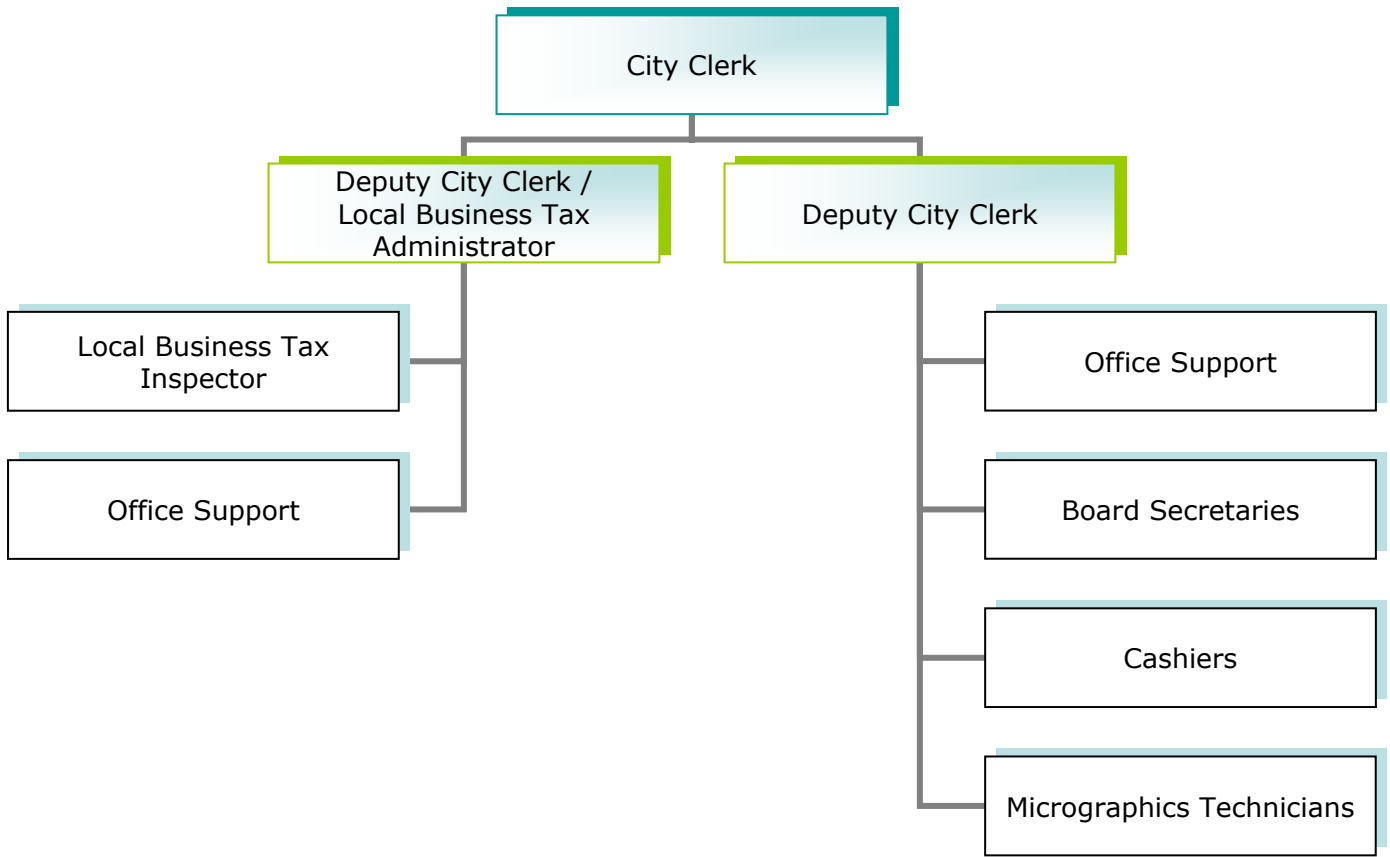 City Clerk
Deputy City Clerk /
Local Business Tax
Administrator
Deputy City Clerk
Local Business Tax
Inspector
Office Support
Office Support
Board Secretaries
Cashiers
Micrographics Technicians